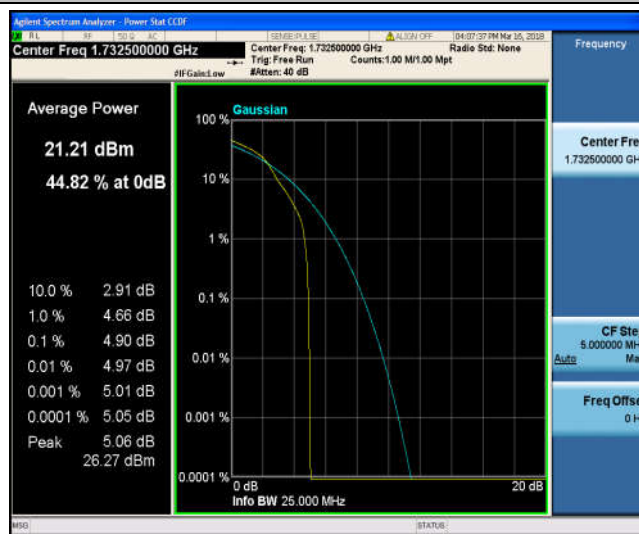 Agilent Spectrum Analyzer - Power Stat CCDF
RL RF 50 Ω AC SENSE:PULSE ALIGN OFF 04:07:37 PM Mar 16, 2018
Center Freq 1.732500000 GHz
Center Freq: 1.732500000 GHz Radio Std: None
Trig: Free Run Counts:1.00 M/1.00 Mpt
#IFGain:Low #Atten: 40 dB
Frequency
Average Power
21.21 dBm
44.82 % at 0dB
10.0 % 2.91 dB
1.0 % 4.66 dB
0.1 % 4.90 dB
0.01 % 4.97 dB
0.001 % 5.01 dB
0.0001 % 5.05 dB
Peak 5.06 dB
26.27 dBm
Gaussian
100 %
10 %
1 %
0.1 %
0.01 %
0.001 %
0.0001 %
0 dB 20 dB
Info BW 25.000 MHz
Center Fre
1.732500000 GH
CF Ste
5.000000 MH
Auto Ma
Freq Offse
0 H
MSG STATUS